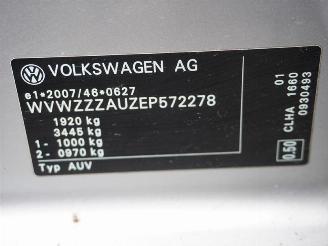 VOLKSWAGEN AG
e1*2007/46*0627
WVWZZZAUZEP572278
1920 kg
3445 kg
1- 1000 kg
2- 0970 kg
Typ AUV
01
CLHA 1660
0930493
0.50